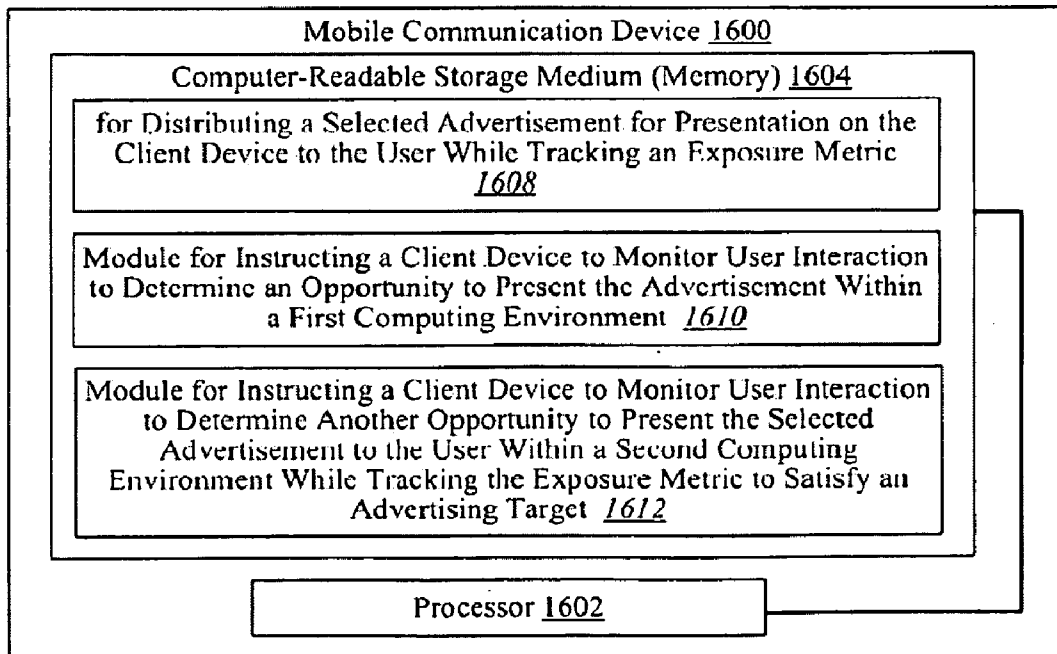 Mobile Communication Device 1600
Computer-Readable Storage Medium (Memory) 1604
for Distributing a Selected Advertisement for Presentation on the
Client Device to the User While Tracking an Exposure Metric
1608
Module for Instructing a Client Device to Monitor User Interaction
to Determine an Opportunity to Present the Advertisement Within
a First Computing Environment 1610
Module for Instructing a Client Device to Monitor User Interaction
to Determine Another Opportunity to Present the Selected
Advertisement to the User Within a Second Computing
Environment While Tracking the Exposure Metric to Satisfy an
Advertising Target 1612
Processor 1602